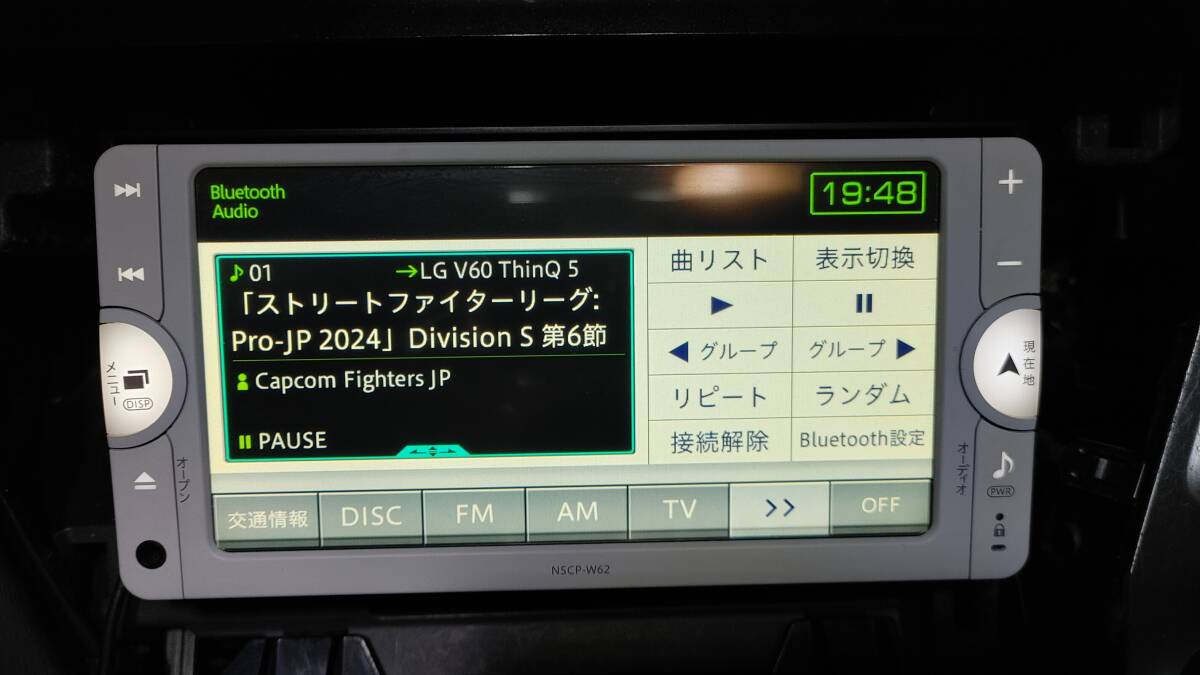 Bluetooth
Audio
19:48
01
→LG V60 ThinQ 5
「ストリートファイターリーグ:
Pro-JP 2024」Division S 第6節
Capcom Fighters JP
PAUSE
曲リスト
表示切換
グループ
グループ
リピート
ランダム
接続解除
Bluetooth設定
交通情報
DISC
FM
AM
TV
>>
OFF
メニュー
DISP
オープン
+
−
現在地
オーディオ
PWR
NSCP-W62